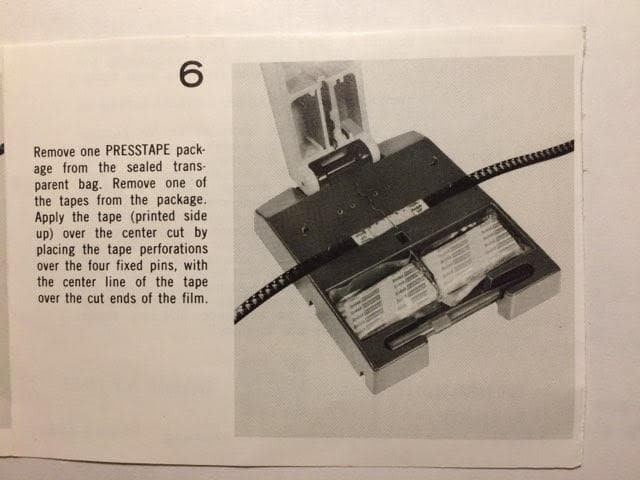 6
Remove one PRESSTAPE pack-
age from the sealed trans-
parent bag. Remove one of
the tapes from the package.
Apply the tape (printed side
up) over the center cut by
placing the tape perforations
over the four fixed pins, with
the center line of the tape
over the cut ends of the film.